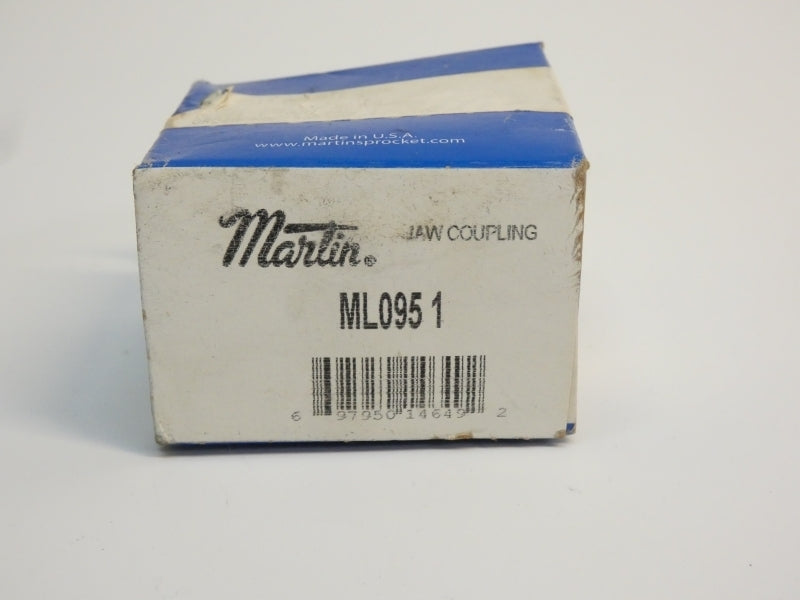 Made in U.S.A.
www.martinsprocket.com
Martin® JAW COUPLING
ML095 1
6 97950 14649 2